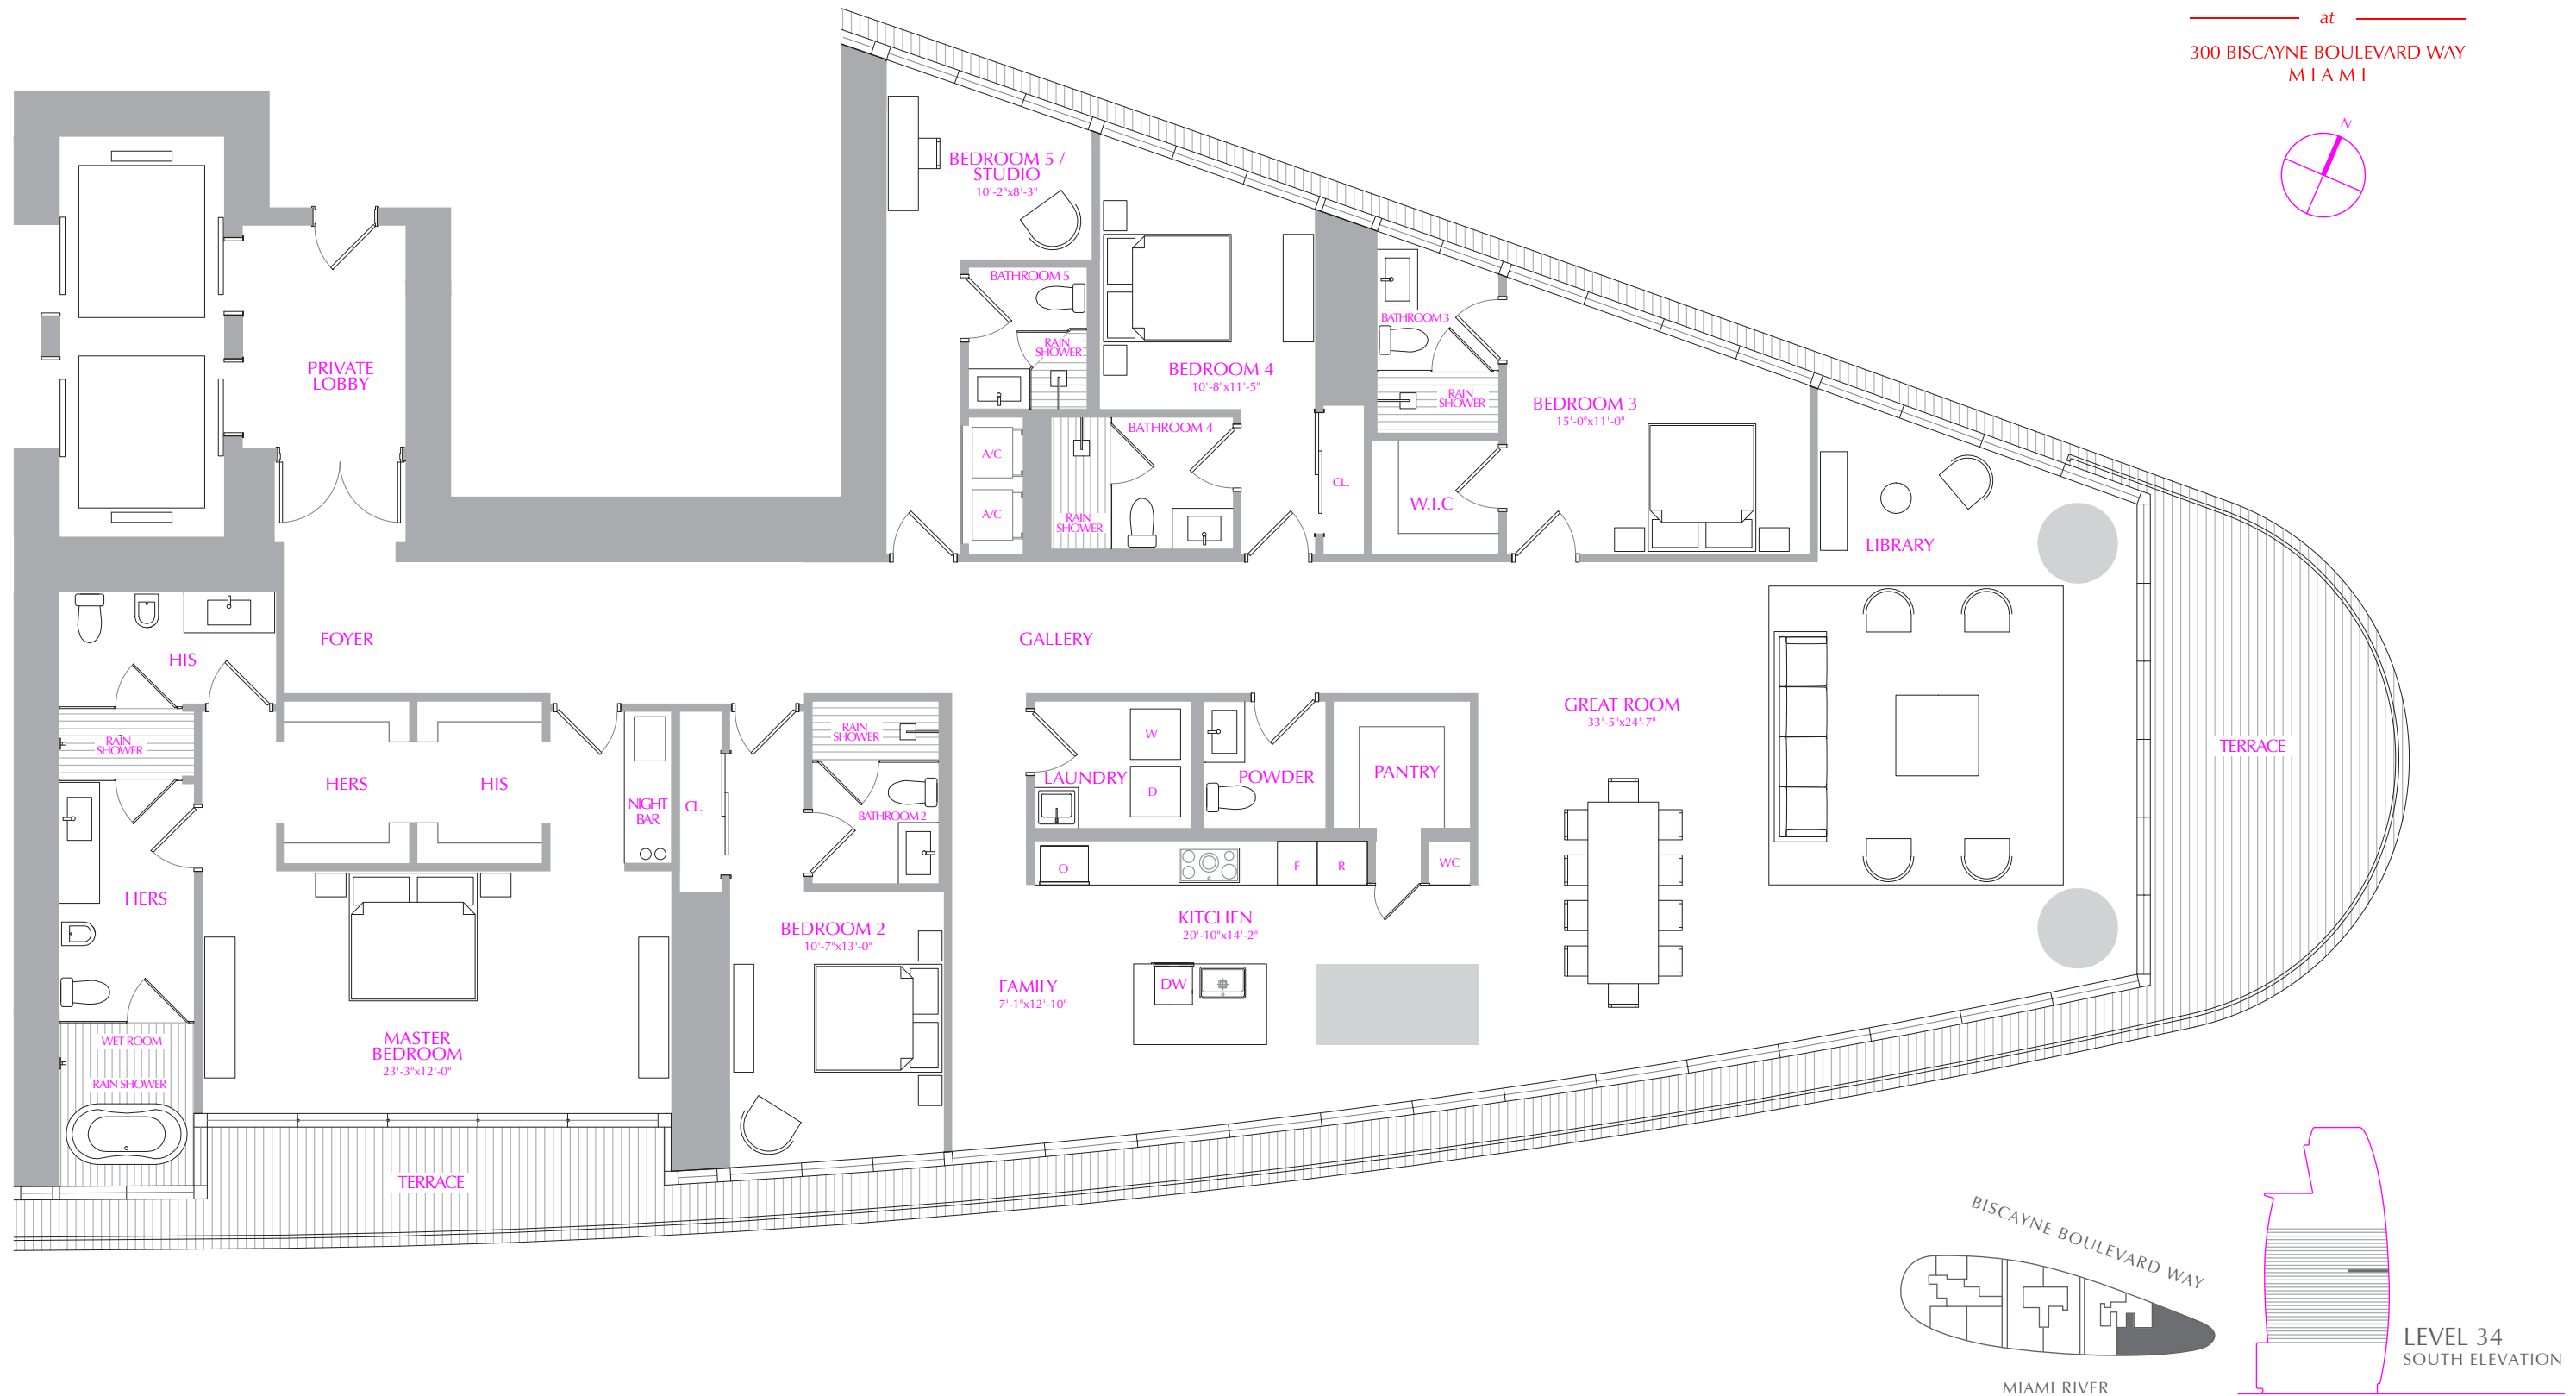 at
300 BISCAYNE BOULEVARD WAY
MIAMI
N
BEDROOM 5 /
STUDIO
10'-2"x8'-3"
BATHROOM 5
RAIN
SHOWER
BEDROOM 4
10'-8"x11'-5"
BATHROOM 3
RAIN
SHOWER
BEDROOM 3
15'-0"x11'-0"
PRIVATE
LOBBY
A/C
A/C
BATHROOM 4
RAIN
SHOWER
CL.
W.I.C
LIBRARY
HIS
FOYER
GALLERY
GREAT ROOM
33'-5"x24'-7"
TERRACE
RAIN
SHOWER
HERS
HIS
NIGHT
BAR
CL.
RAIN
SHOWER
BATHROOM 2
LAUNDRY
W
D
POWDER
PANTRY
O
F
R
WC
HERS
BEDROOM 2
10'-7"x13'-0"
KITCHEN
20'-10"x14'-2"
FAMILY
7'-1"x12'-10"
DW
WET ROOM
RAIN SHOWER
MASTER
BEDROOM
23'-3"x12'-0"
TERRACE
BISCAYNE BOULEVARD WAY
MIAMI RIVER
LEVEL 34
SOUTH ELEVATION